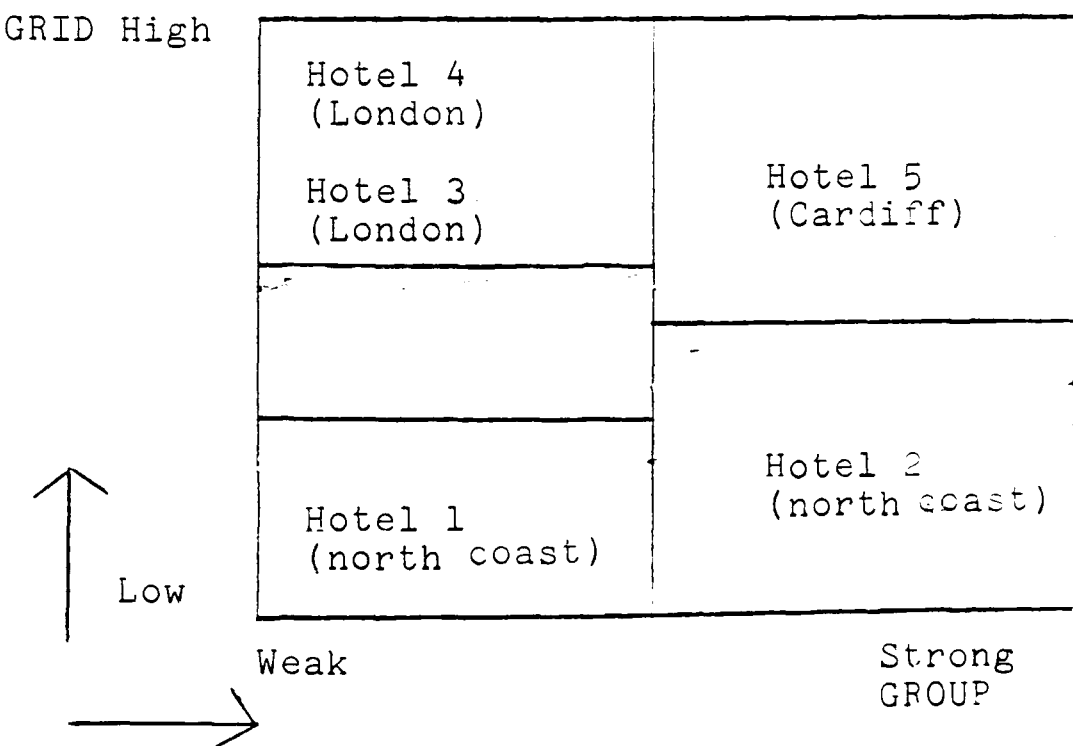 GRID High
Hotel 4
(London)
Hotel 3
(London)
Hotel 5
(Cardiff)
Hotel 1
(north coast)
Hotel 2
(north coast)
Low
Weak
Strong
GROUP